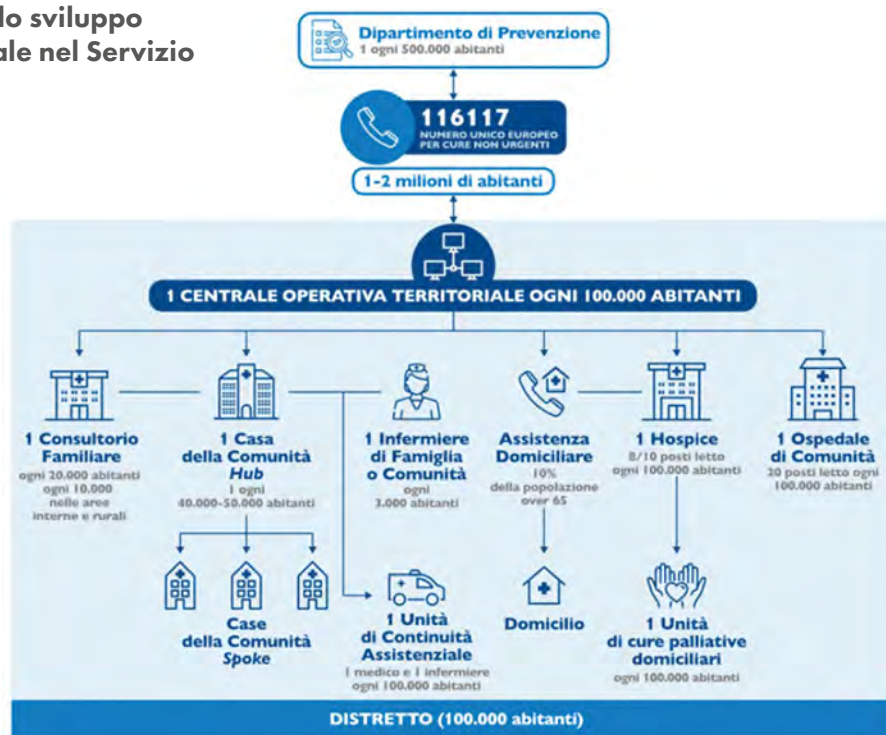 lo sviluppo
ale nel Servizio
Dipartimento di Prevenzione
1 ogni 500.000 abitanti
116117
NUMERO UNICO EUROPEO
PER CURE NON URGENTI
1-2 milioni di abitanti
1 CENTRALE OPERATIVA TERRITORIALE OGNI 100.000 ABITANTI
1 Consultorio
Familiare
ogni 20.000 abitanti
ogni 10.000
nelle aree
interne e rurali
1 Casa
della Comunità
Hub
1 ogni
40.000-50.000 abitanti
1 Infermiere
di Famiglia
o Comunità
ogni
3.000 abitanti
Assistenza
Domiciliare
10%
della popolazione
over 65
1 Hospice
8/10 posti letto
ogni 100.000 abitanti
1 Ospedale
di Comunità
20 posti letto ogni
100.000 abitanti
Case
della Comunità
Spoke
1 Unità
di Continuità
Assistenziale
1 medico e 1 infermiere
ogni 100.000 abitanti
Domicilio
1 Unità
di cure palliative
domiciliari
ogni 100.000 abitanti
DISTRETTO (100.000 abitanti)